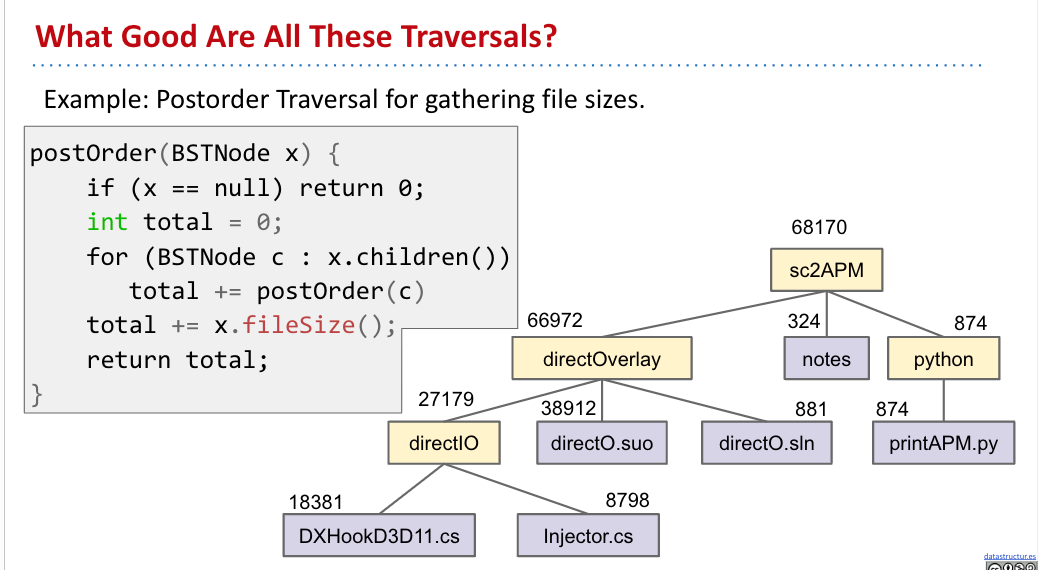 What Good Are All These Traversals?
Example: Postorder Traversal for gathering file sizes.
postOrder(BSTNode x) {
    if (x == null) return 0;
    int total = 0;
    for (BSTNode c : x.children())
       total += postOrder(c)
    total += x.fileSize();
    return total;
}
68170
sc2APM
66972
324
874
directOverlay
notes
python
27179
38912
881
874
directIO
directO.suo
directO.sln
printAPM.py
18381
8798
DXHookD3D11.cs
Injector.cs
datastructur.es